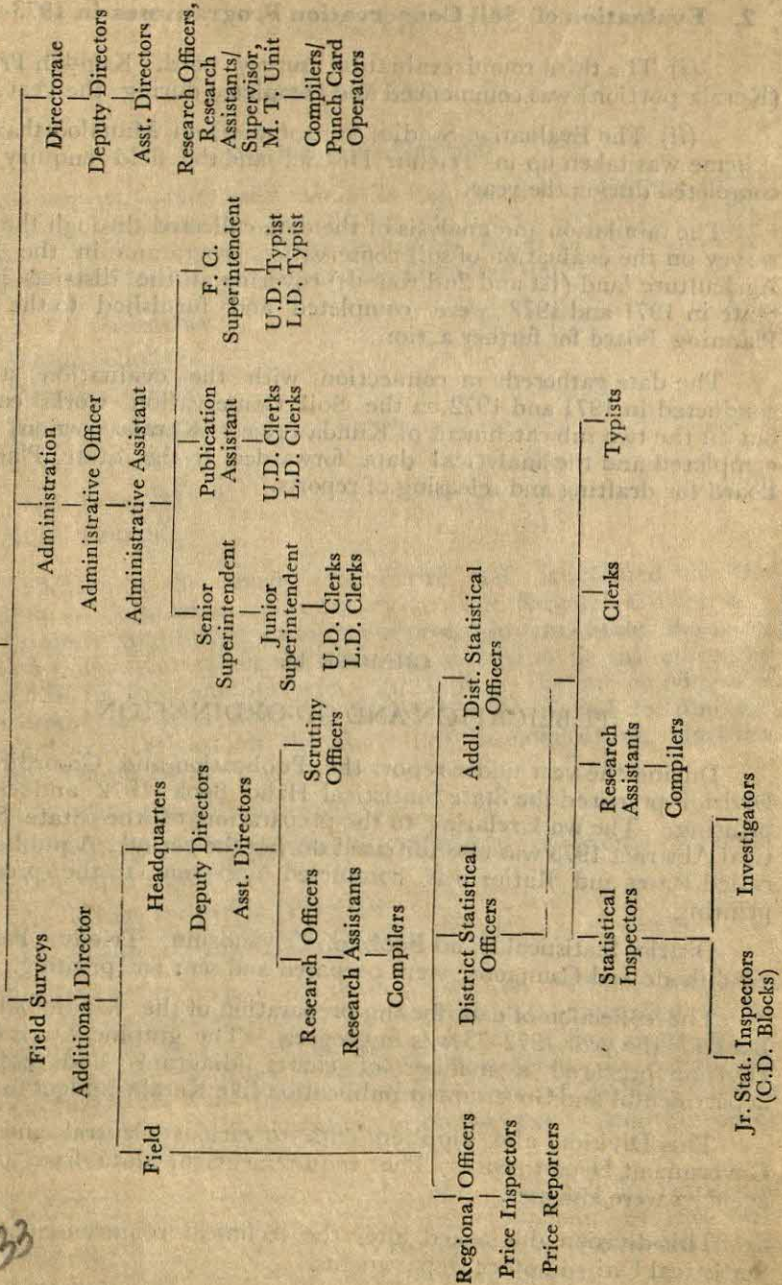 Field Surveys
Additional Director
Field
Headquarters
Deputy Directors
Asst. Directors
Research Officers
Research Assistants
Compilers
Scrutiny
Officers
Regional Officers
Price Inspectors
Price Reporters
District Statistical
Officers
Addl. Dist. Statistical
Officers
Statistical
Inspectors
Jr. Stat. Inspectors
(C.D. Blocks)
Investigators
Research
Assistants
Compilers
Clerks
Typists
Administration
Administrative Officer
Administrative Assistant
Senior
Superintendent
Junior
Superintendent
U.D. Clerks
L.D. Clerks
Publication
Assistant
U.D. Clerks
L.D. Clerks
F. C.
Superintendent
U.D. Typist
L.D. Typist
Directorate
Deputy Directors
Asst. Directors
Research Officers,
Research
Assistants/
Supervisor,
M. T. Unit
Compilers/
Punch Card
Operators
33